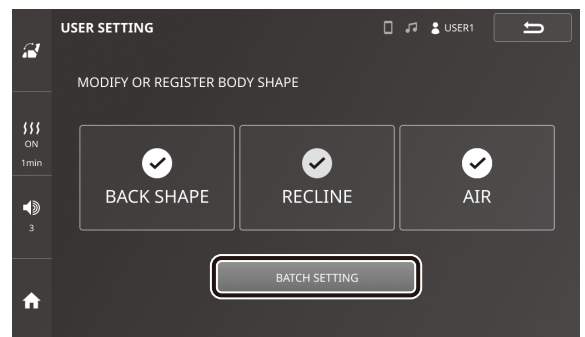 USER SETTING
USER1
MODIFY OR REGISTER BODY SHAPE
ON
1min
3
BACK SHAPE
RECLINE
AIR
BATCH SETTING